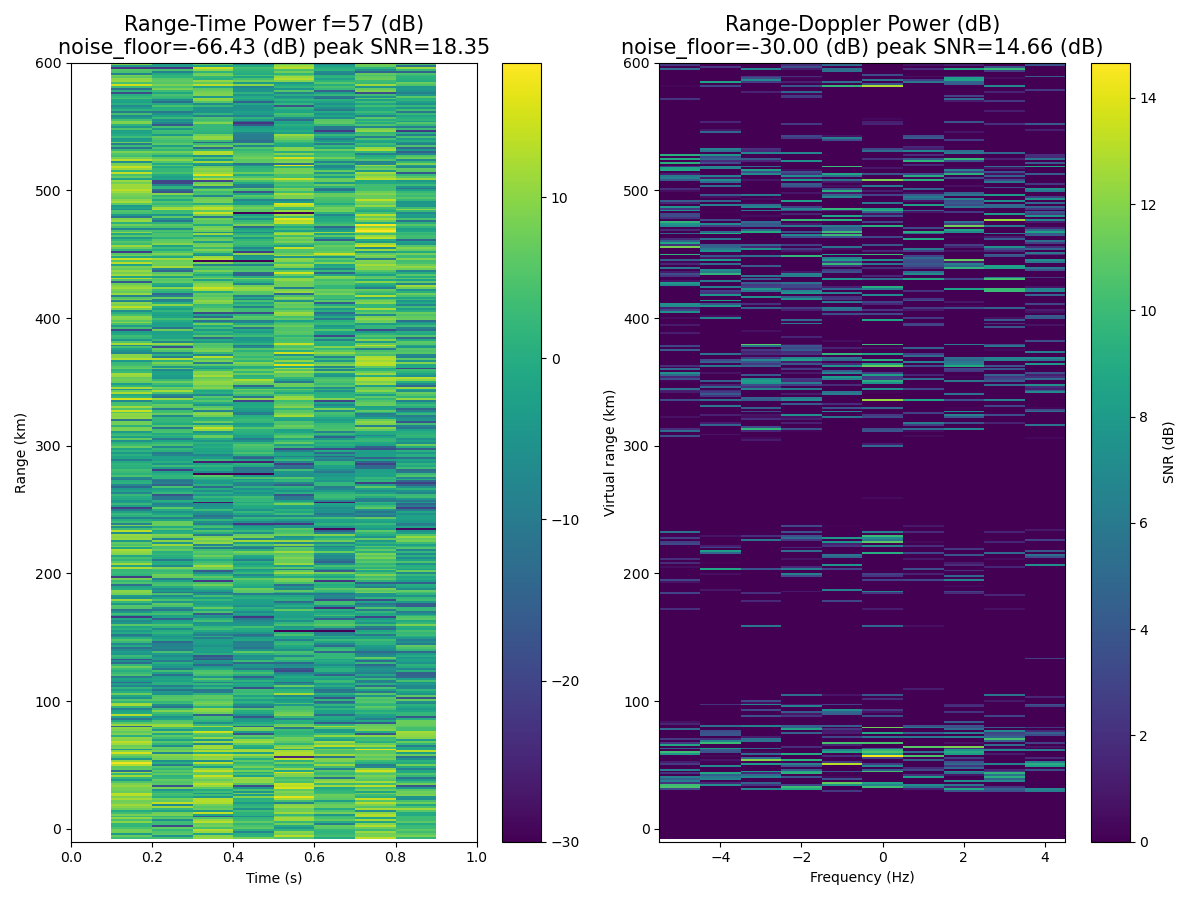 Range-Time Power f=57 (dB)
noise_floor=-66.43 (dB) peak SNR=18.35
Range (km)
600
500
400
300
200
100
0
0.0 0.2 0.4 0.6 0.8 1.0
Time (s)
10
0
−10
−20
−30
Range-Doppler Power (dB)
noise_floor=-30.00 (dB) peak SNR=14.66 (dB)
Virtual range (km)
600
500
400
300
200
100
0
−4 −2 0 2 4
Frequency (Hz)
14
12
10
8
6
4
2
0
SNR (dB)